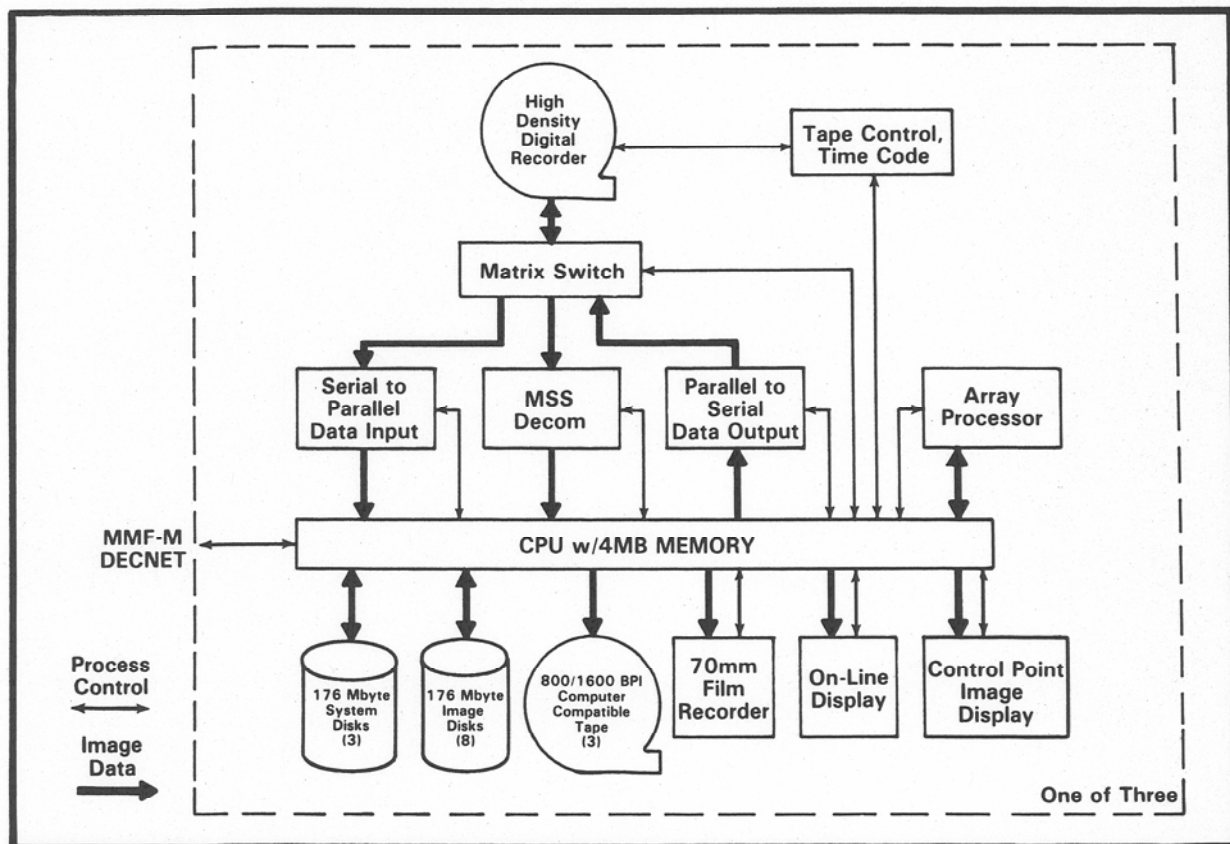 High
Density
Digital
Recorder
Tape Control,
Time Code
Matrix Switch
Serial to
Parallel
Data Input
MSS
Decom
Parallel to
Serial
Data Output
Array
Processor
MMF-M
DECNET
CPU w/4MB MEMORY
Process
Control
Image
Data
176 Mbyte
System
Disks
(3)
176 Mbyte
Image
Disks
(8)
800/1600 BPI
Computer
Compatible
Tape
(3)
70mm
Film
Recorder
On-Line
Display
Control Point
Image
Display
One of Three